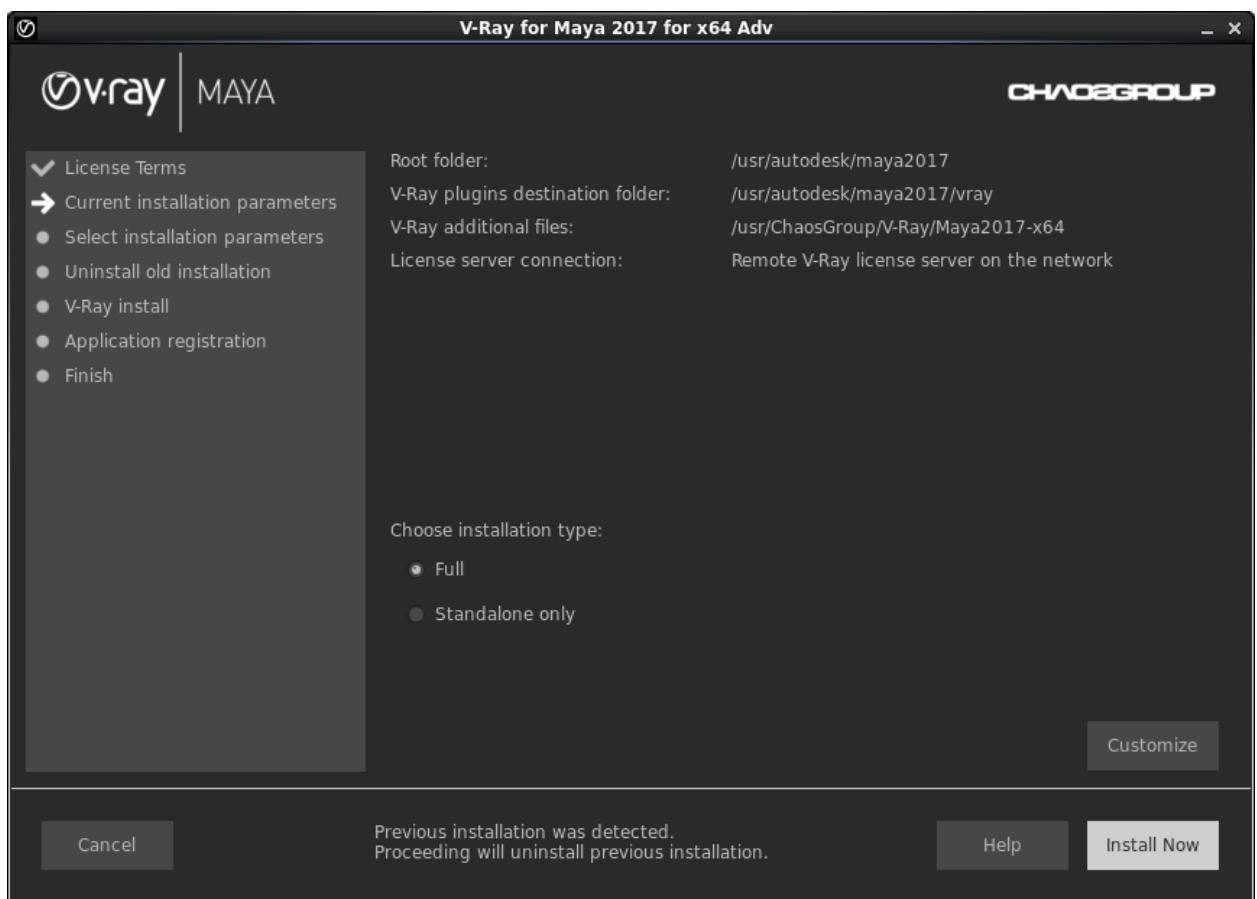 V-Ray for Maya 2017 for x64 Adv
v·ray MAYA
CHAOSGROUP
License Terms
Current installation parameters
Select installation parameters
Uninstall old installation
V-Ray install
Application registration
Finish
Root folder: /usr/autodesk/maya2017
V-Ray plugins destination folder: /usr/autodesk/maya2017/vray
V-Ray additional files: /usr/ChaosGroup/V-Ray/Maya2017-x64
License server connection: Remote V-Ray license server on the network
Choose installation type:
Full
Standalone only
Customize
Cancel
Previous installation was detected.
Proceeding will uninstall previous installation.
Help
Install Now